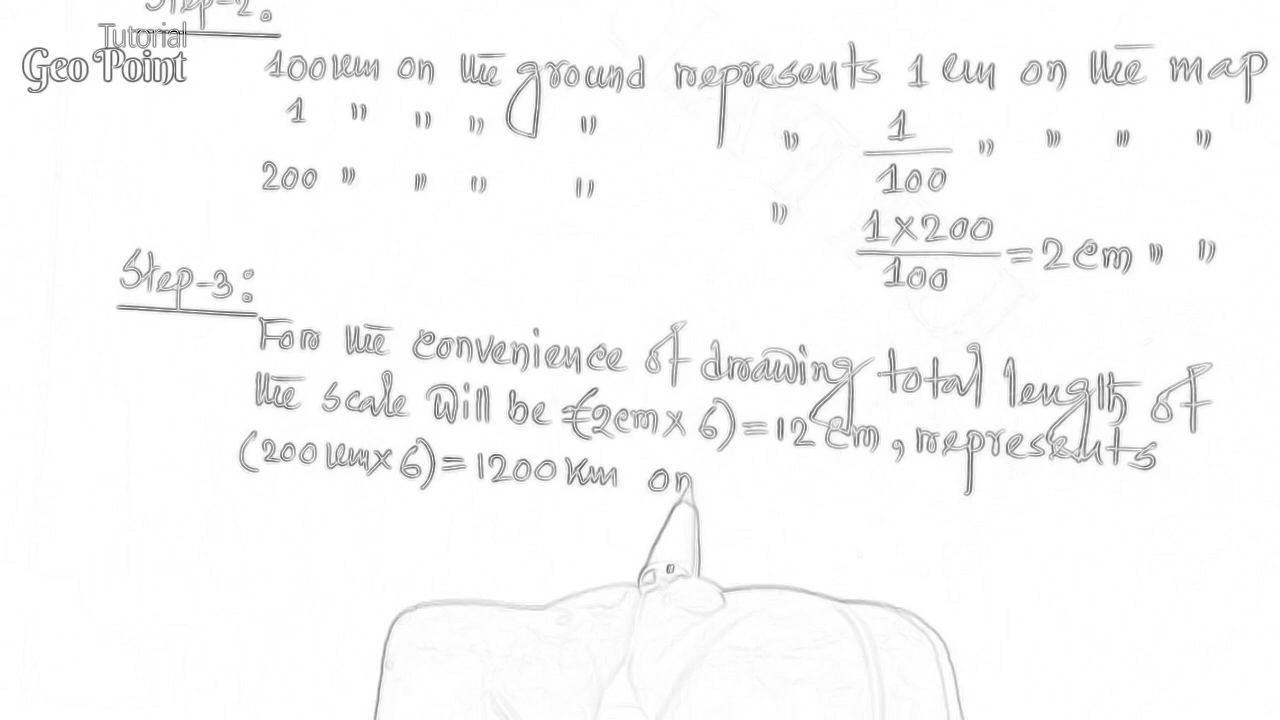 Step-2:
Tutorial
Geo Point
100 km on the ground represents 1 cm on the map
1 " " " " " 1/100 " " " "
200 " " " " " 1×200/100 = 2 cm " "
Step-3:
For the convenience of drawing total length of
the scale will be (2cm × 6) = 12 cm, represents
(200 km × 6) = 1200 km on